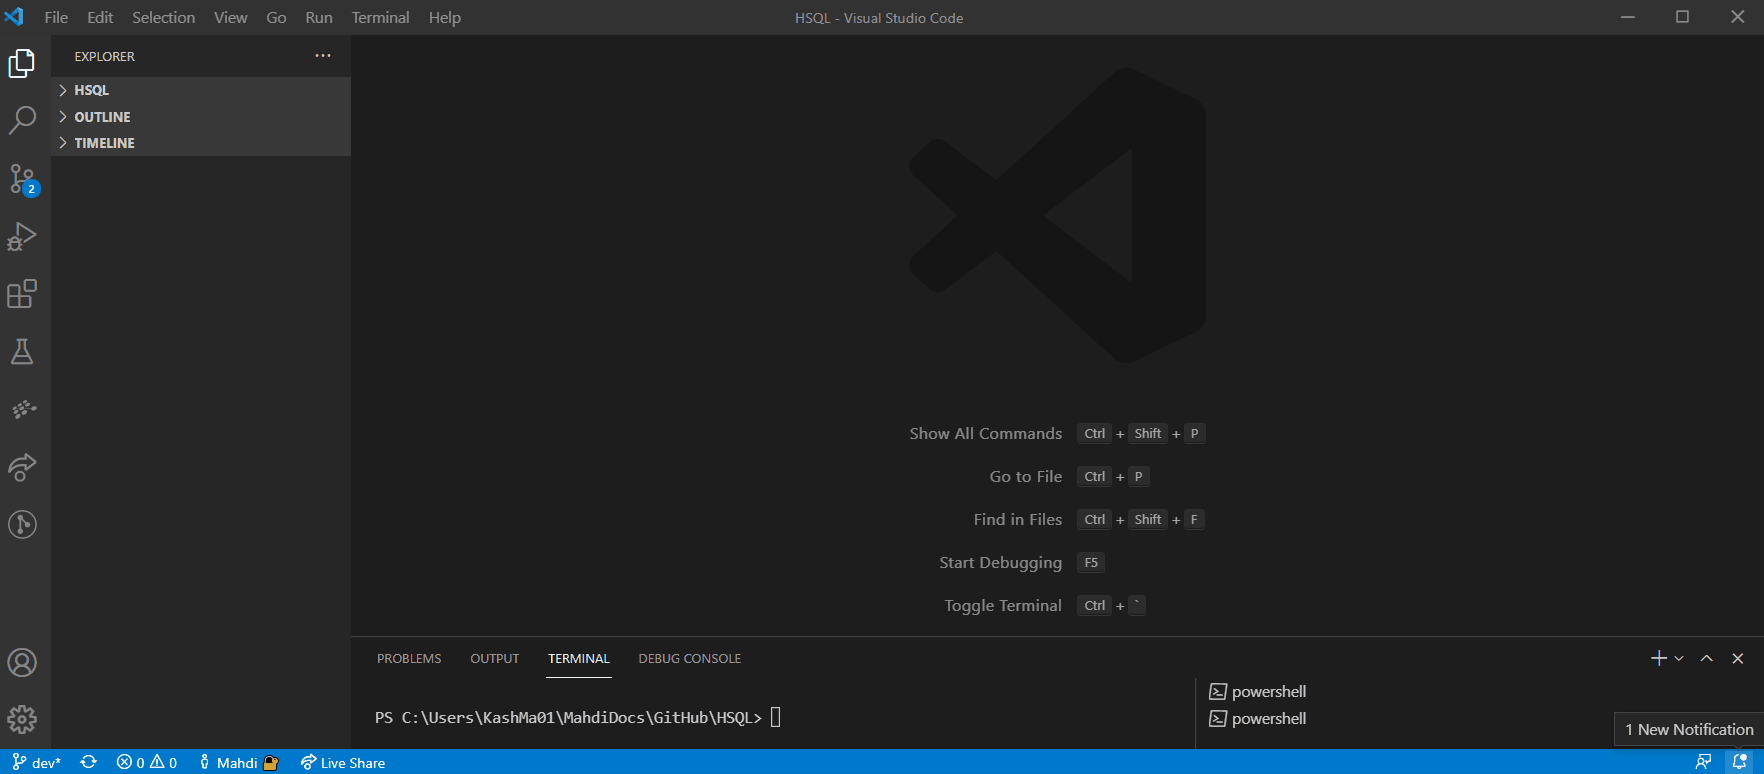 File Edit Selection View Go Run Terminal Help
HSQL - Visual Studio Code
EXPLORER
HSQL
OUTLINE
TIMELINE
2
Show All Commands Ctrl + Shift + P
Go to File Ctrl + P
Find in Files Ctrl + Shift + F
Start Debugging F5
Toggle Terminal Ctrl + `
PROBLEMS OUTPUT TERMINAL DEBUG CONSOLE
PS C:\Users\KashMa01\MahdiDocs\GitHub\HSQL>
powershell
powershell
1 New Notification
dev* 0 0 Mahdi Live Share